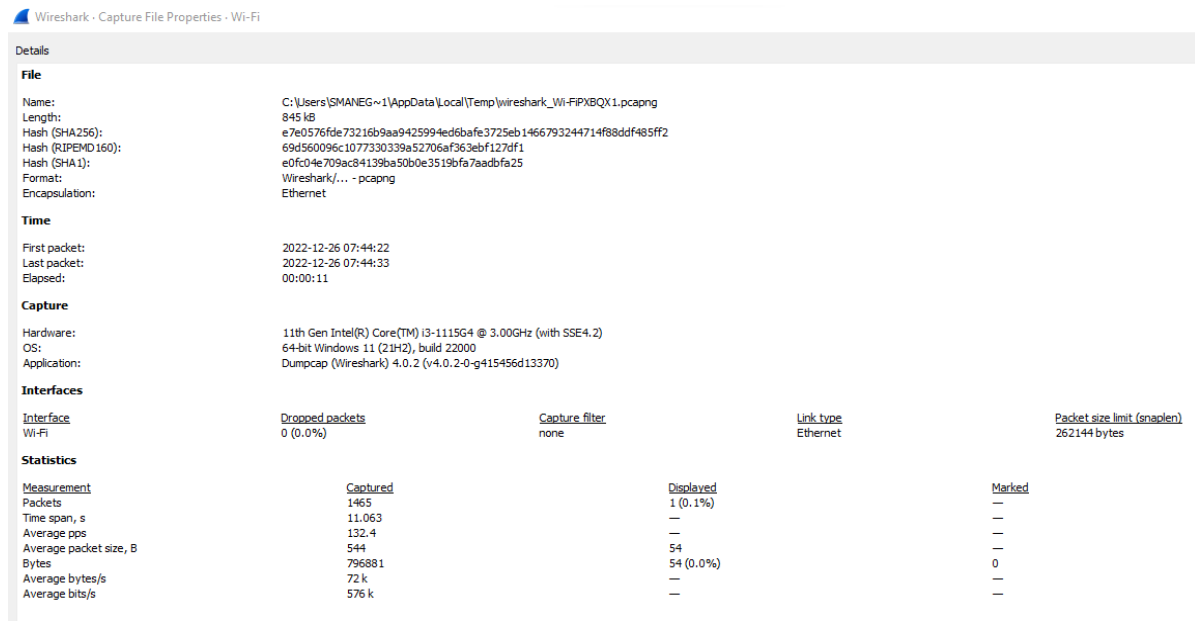 Wireshark · Capture File Properties · Wi-Fi
Details
File
Name: C:\Users\SMANEG~1\AppData\Local\Temp\wireshark_Wi-FiPXBQX1.pcapng
Length: 845 kB
Hash (SHA256): e7e0576fde73216b9aa9425994ed6bafe3725eb1466793244714f88ddf485ff2
Hash (RIPEMD160): 69d560096c1077330339a52706af363ebf127df1
Hash (SHA1): e0fc04e709ac84139ba50b0e3519bfa7aadbfa25
Format: Wireshark/... - pcapng
Encapsulation: Ethernet
Time
First packet: 2022-12-26 07:44:22
Last packet: 2022-12-26 07:44:33
Elapsed: 00:00:11
Capture
Hardware: 11th Gen Intel(R) Core(TM) i3-1115G4 @ 3.00GHz (with SSE4.2)
OS: 64-bit Windows 11 (21H2), build 22000
Application: Dumpcap (Wireshark) 4.0.2 (v4.0.2-0-g415456d13370)
Interfaces
Interface Dropped packets Capture filter Link type Packet size limit (snaplen)
Wi-Fi 0 (0.0%) none Ethernet 262144 bytes
Statistics
Measurement Captured Displayed Marked
Packets 1465 1 (0.1%) —
Time span, s 11.063 — —
Average pps 132.4 — —
Average packet size, B 544 54 —
Bytes 796881 54 (0.0%) 0
Average bytes/s 72 k — —
Average bits/s 576 k — —